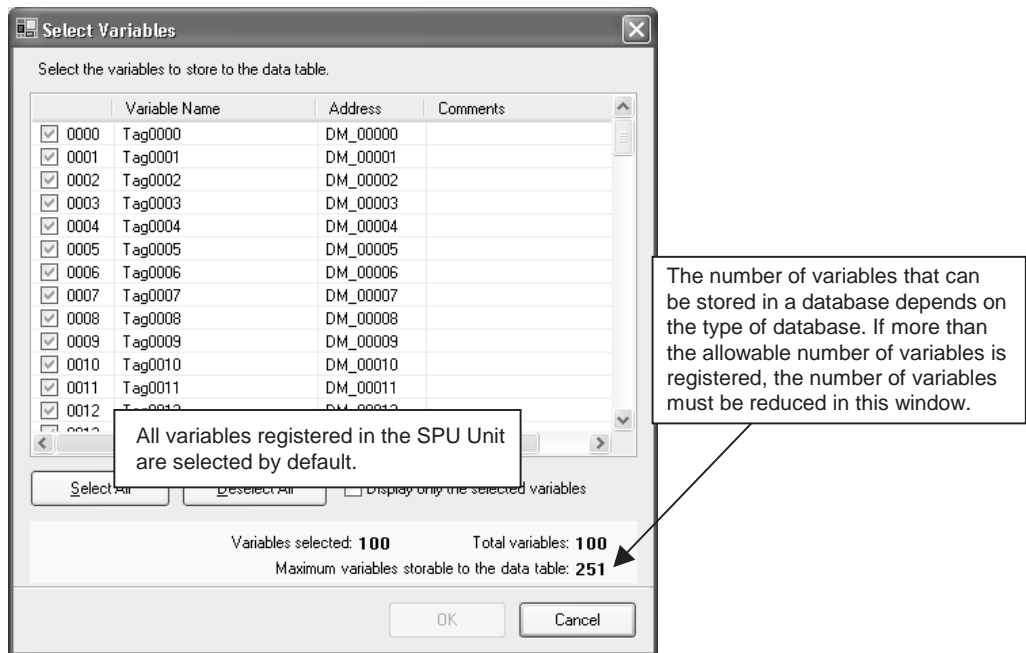 Select Variables
Select the variables to store to the data table.
Variable Name Address Comments
0000 Tag0000 DM_00000
0001 Tag0001 DM_00001
0002 Tag0002 DM_00002
0003 Tag0003 DM_00003
0004 Tag0004 DM_00004
0005 Tag0005 DM_00005
0006 Tag0006 DM_00006
0007 Tag0007 DM_00007
0008 Tag0008 DM_00008
0009 Tag0009 DM_00009
0010 Tag0010 DM_00010
0011 Tag0011 DM_00011
0012
All variables registered in the SPU Unit
are selected by default.
The number of variables that can
be stored in a database depends on
the type of database. If more than
the allowable number of variables is
registered, the number of variables
must be reduced in this window.
Select All Deselect All Display only the selected variables
Variables selected: 100 Total variables: 100
Maximum variables storable to the data table: 251
OK Cancel